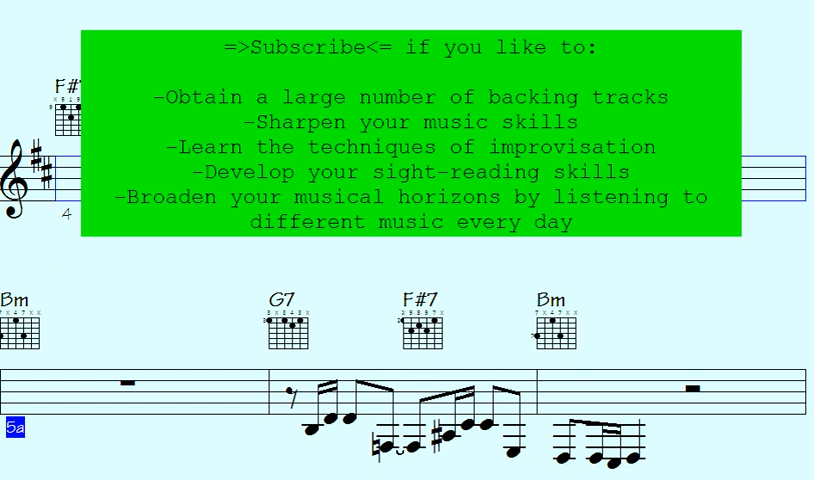 =>Subscribe<= if you like to:
-Obtain a large number of backing tracks
-Sharpen your music skills
-Learn the techniques of improvisation
-Develop your sight-reading skills
-Broaden your musical horizons by listening to
different music every day
4
Bm G7 F#7 Bm
5a